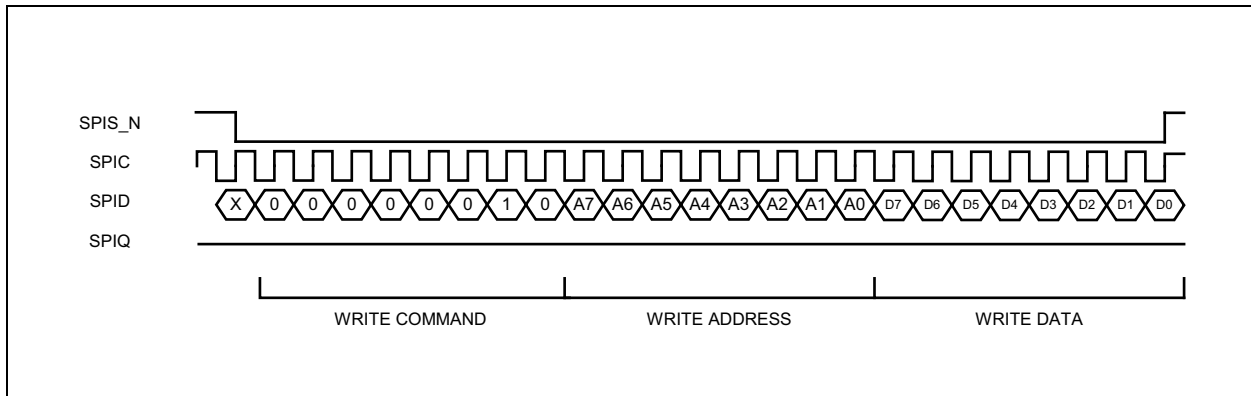 SPIS_N
SPIC
SPID X 0 0 0 0 0 0 1 0 A7 A6 A5 A4 A3 A2 A1 A0 D7 D6 D5 D4 D3 D2 D1 D0
SPIQ
WRITE COMMAND WRITE ADDRESS WRITE DATA